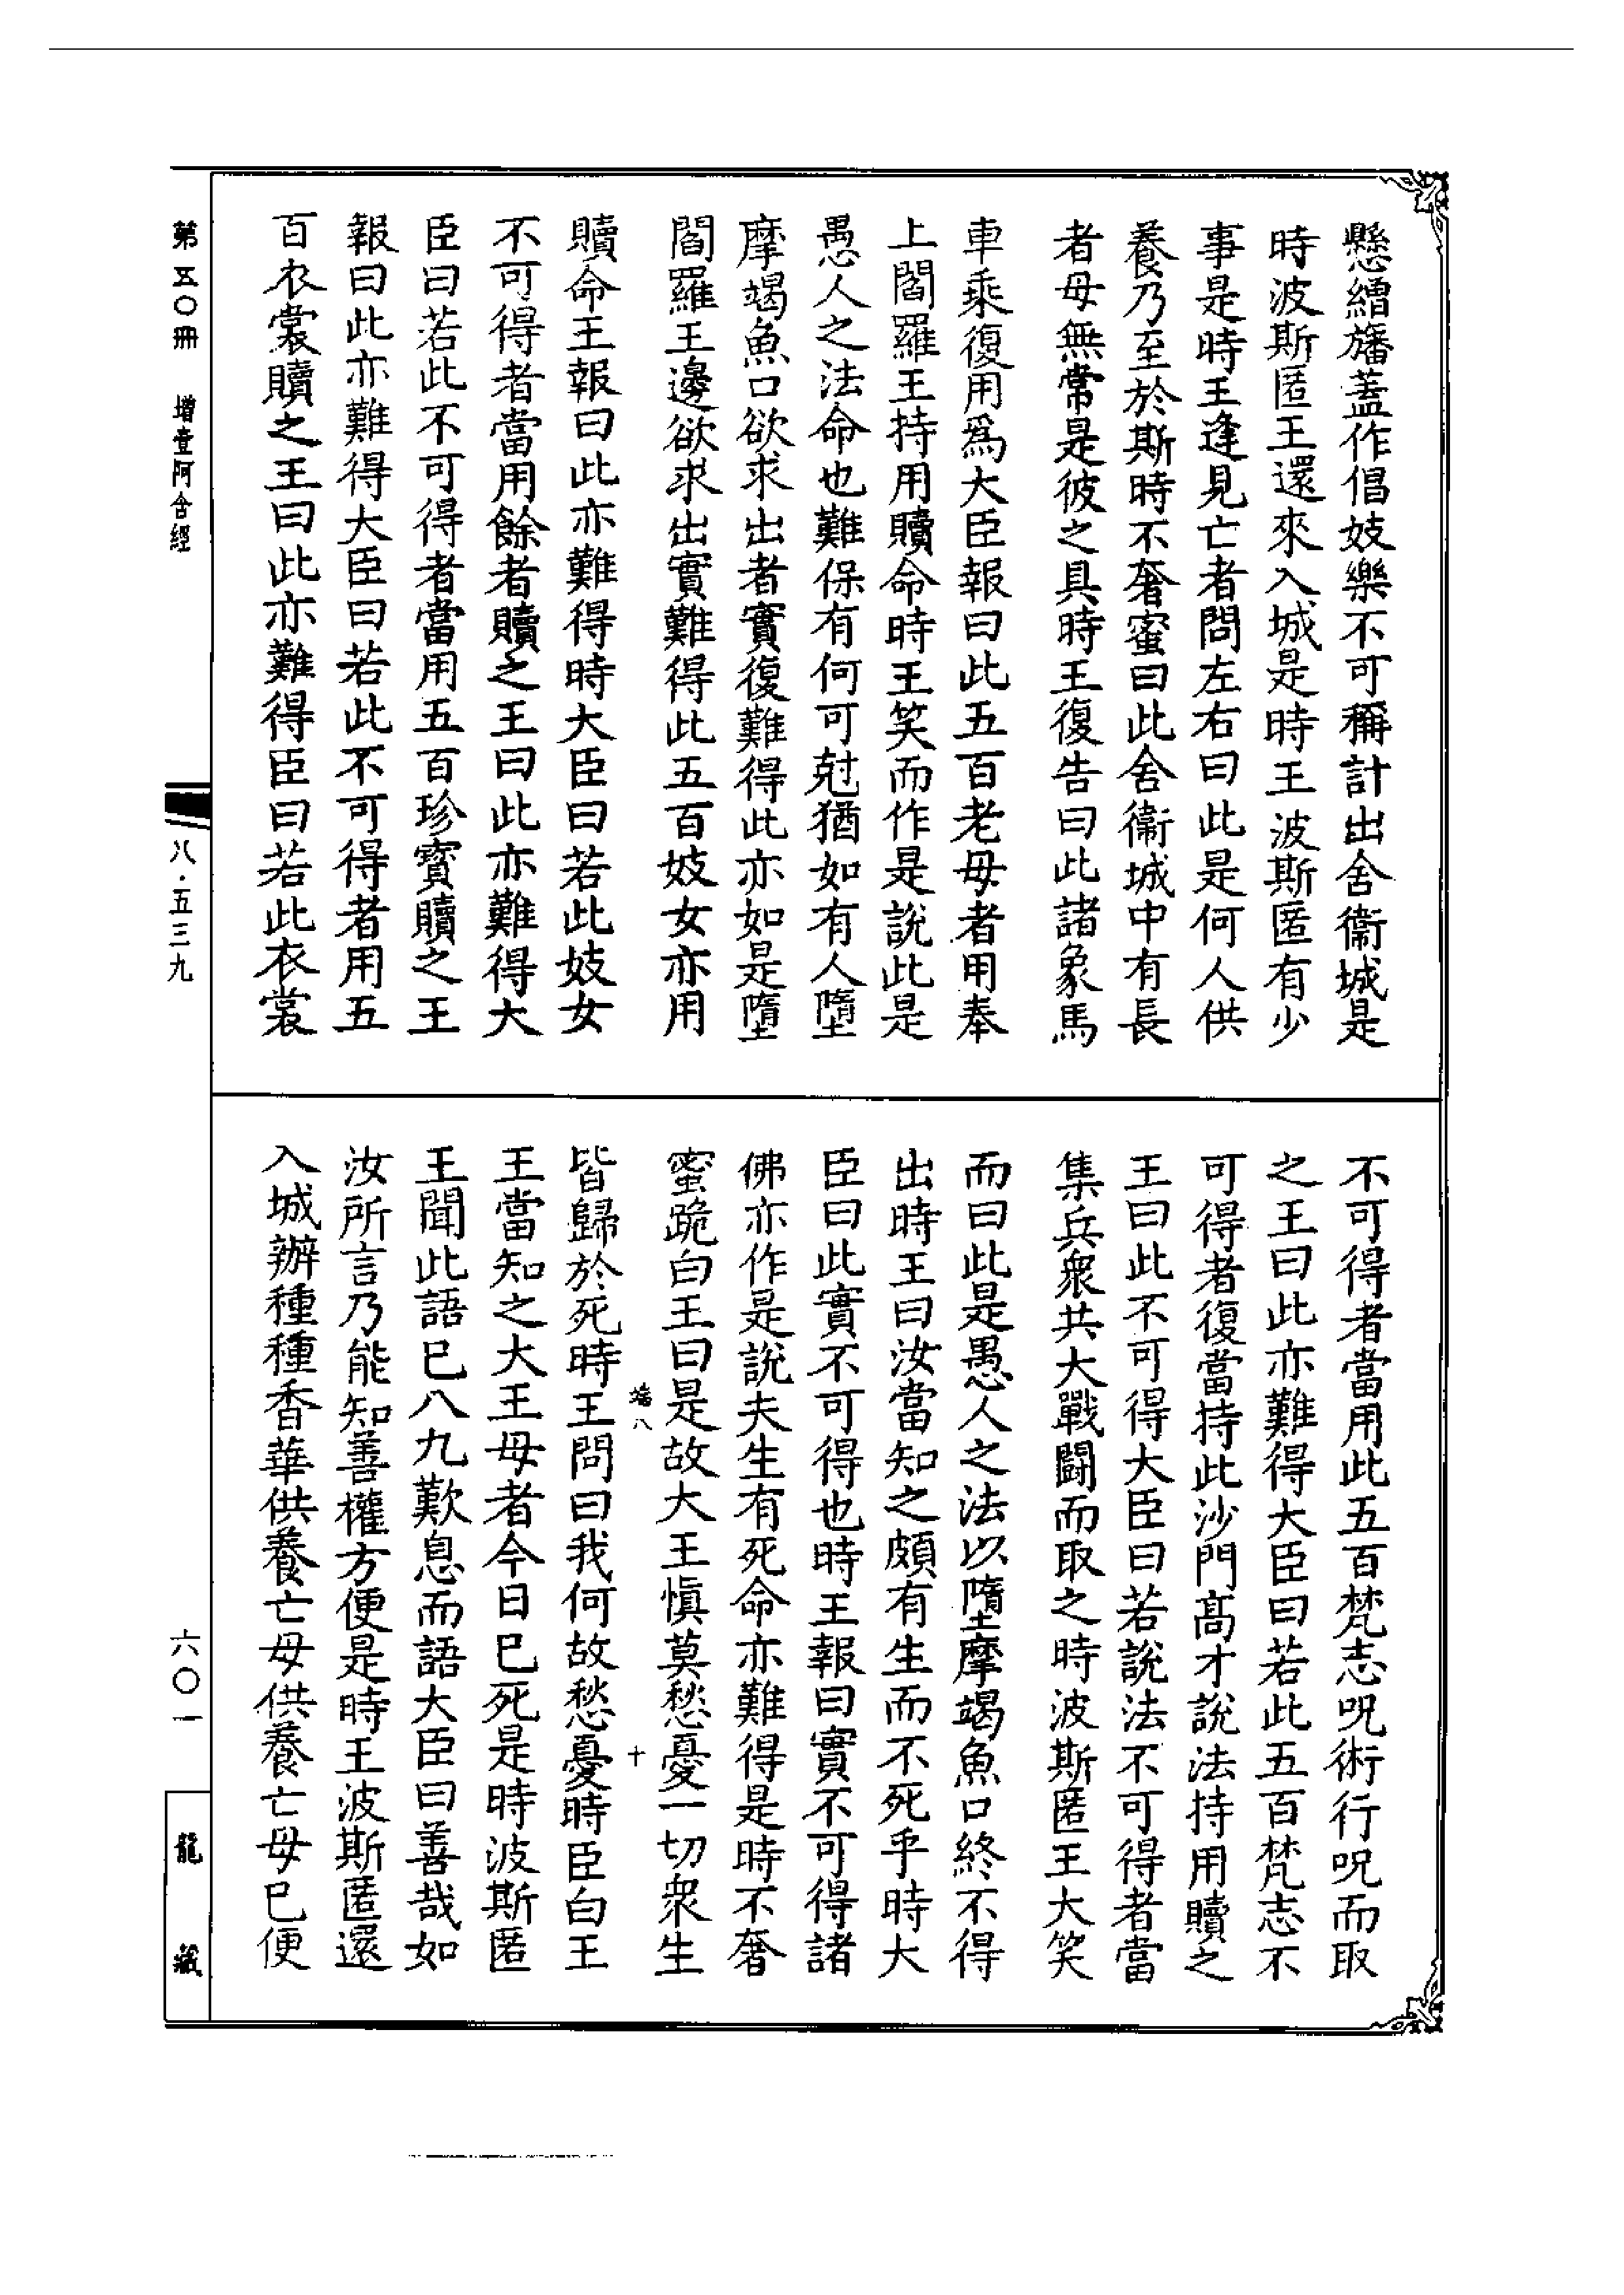 懸繒旛蓋作倡妓樂不可稱計出舍衞城是
時波斯匿王還來入城是時王波斯匿有少
事是時王逢見亡者問左右曰此是何人供
養乃至於斯時不奢蜜曰此舍衞城中有長
者母無常是彼之具時王復告曰此諸象馬
車乘復用爲大臣報曰此五百老母者用奉
上閻羅王持用贖命時王笑而作是說此是
愚人之法命也難保有何可尅猶如有人墮
摩竭魚口欲求出者實復難得此亦如是墮
閻羅王邊欲求出實難得此五百妓女亦用
贖命王報曰此亦難得時大臣曰若此妓女
不可得者當用餘者贖之王曰此亦難得大
臣曰若此不可得者當用五百珍寳贖之王
報曰此亦難得大臣曰若此不可得者用五
百衣裳贖之王曰此亦難得臣曰若此衣裳
不可得者當用此五百梵志呪術行呪而取
之王曰此亦難得大臣曰若此五百梵志不
可得者復當持此沙門髙才說法持用贖之
王曰此不可得大臣曰若說法不可得者當
集兵衆共大戰鬪而取之時波斯匿王大笑
而曰此是愚人之法以墮摩竭魚口終不得
出時王曰汝當知之頗有生而不死乎時大
臣曰此實不可得也時王報曰實不可得諸
佛亦作是說夫生有死命亦難得是時不奢
蜜跪白王曰是故大王愼莫愁憂一切衆生
皆歸於死時王問曰我何故愁憂時臣白王
王當知之大王母者今日已死是時波斯匿
王聞此語已八九歎息而語大臣曰善哉如
汝所言乃能知善權方便是時王波斯匿還
入城辦種種香華供養亡母供養亡母已便
八
十
第五〇冊 增壹阿含經
八·五三九
六〇一
龍藏